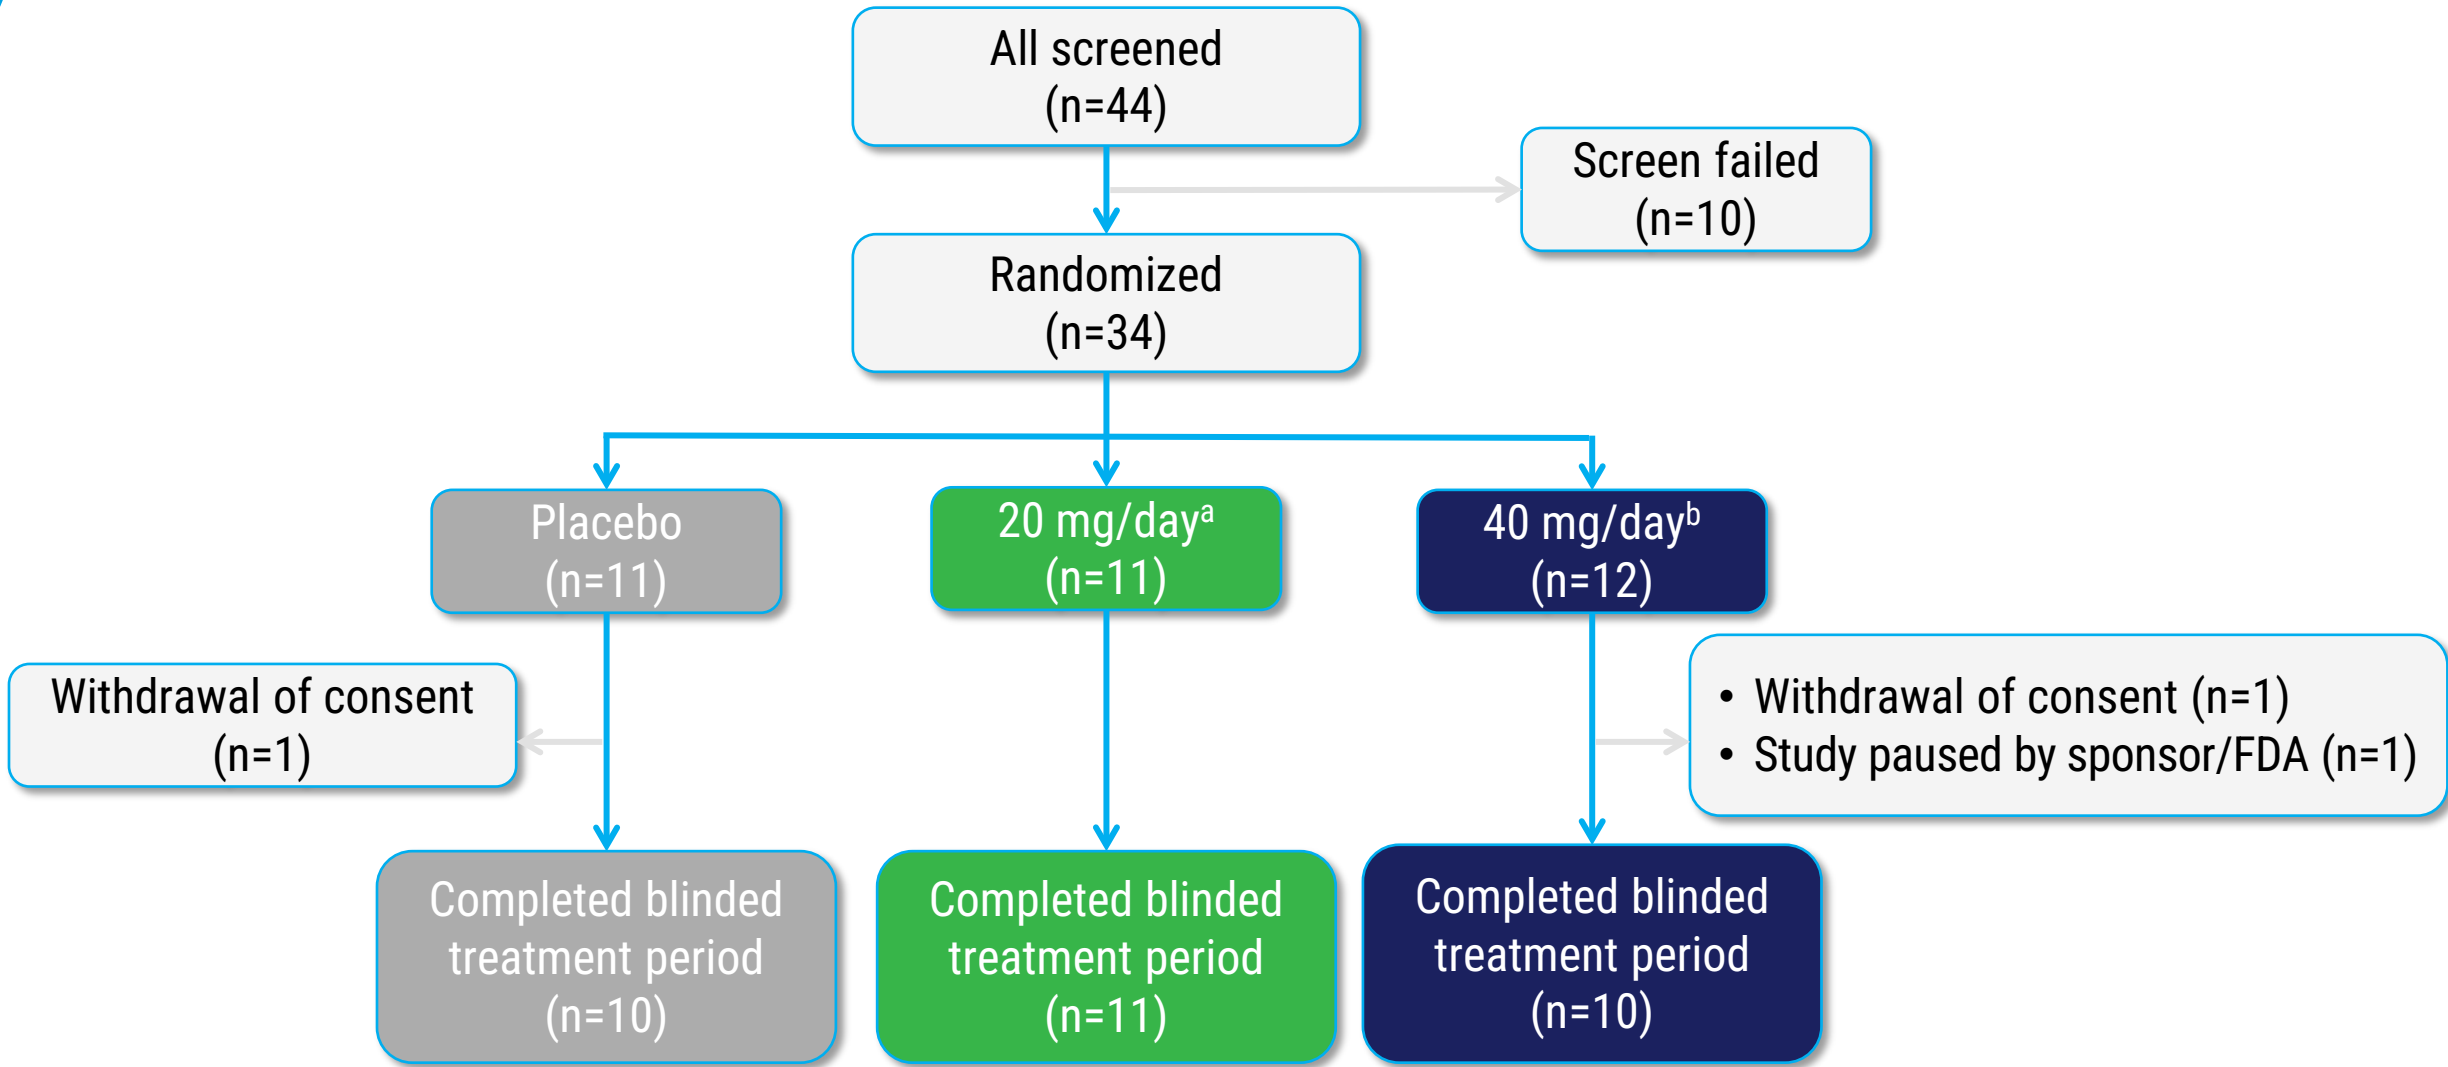 All screened
(n=44)
Screen failed
(n=10)
Randomized
(n=34)
Placebo
(n=11)
20 mg/dayᵃ
(n=11)
40 mg/dayᵇ
(n=12)
Withdrawal of consent
(n=1)
• Withdrawal of consent (n=1)
• Study paused by sponsor/FDA (n=1)
Completed blinded
treatment period
(n=10)
Completed blinded
treatment period
(n=11)
Completed blinded
treatment period
(n=10)